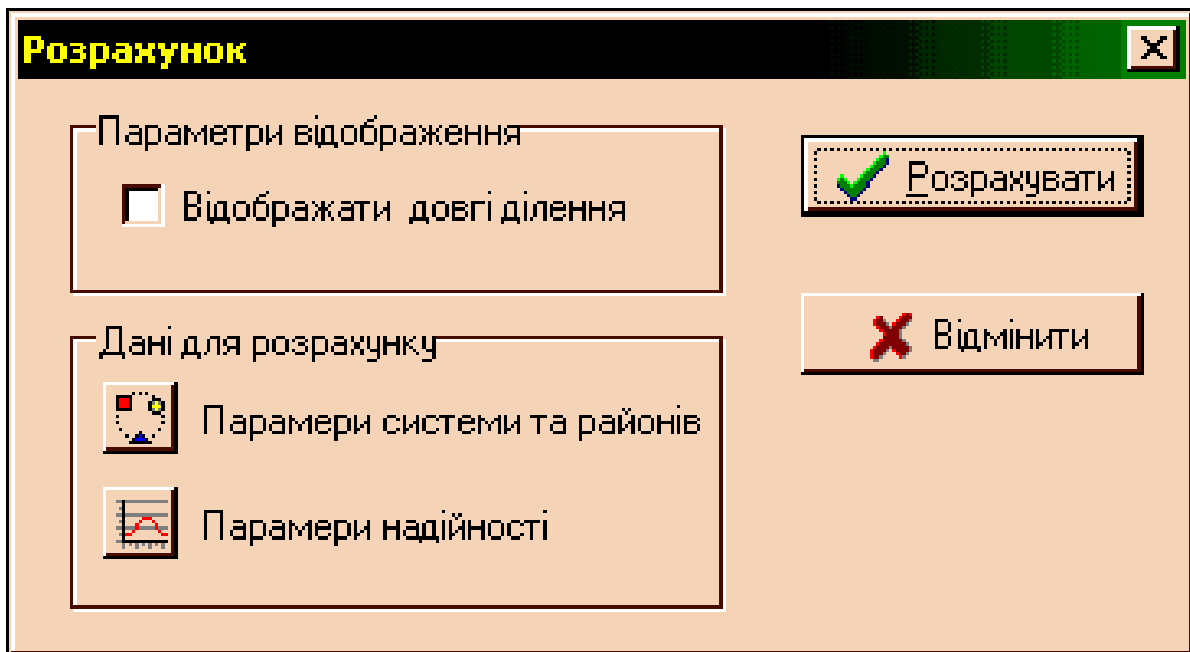 Розрахунок
Параметри відображення
Відображати довгі ділення
Розрахувати
Відмінити
Дані для розрахунку
Парамери системи та районів
Парамери надійності